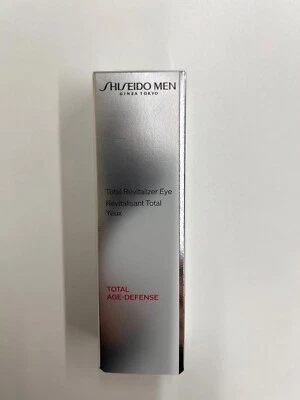 SHISEIDO MEN
GINZA TOKYO
Total Revitalizer Eye
Revitalisant Total
Yeux
TOTAL
AGE-DEFENSE